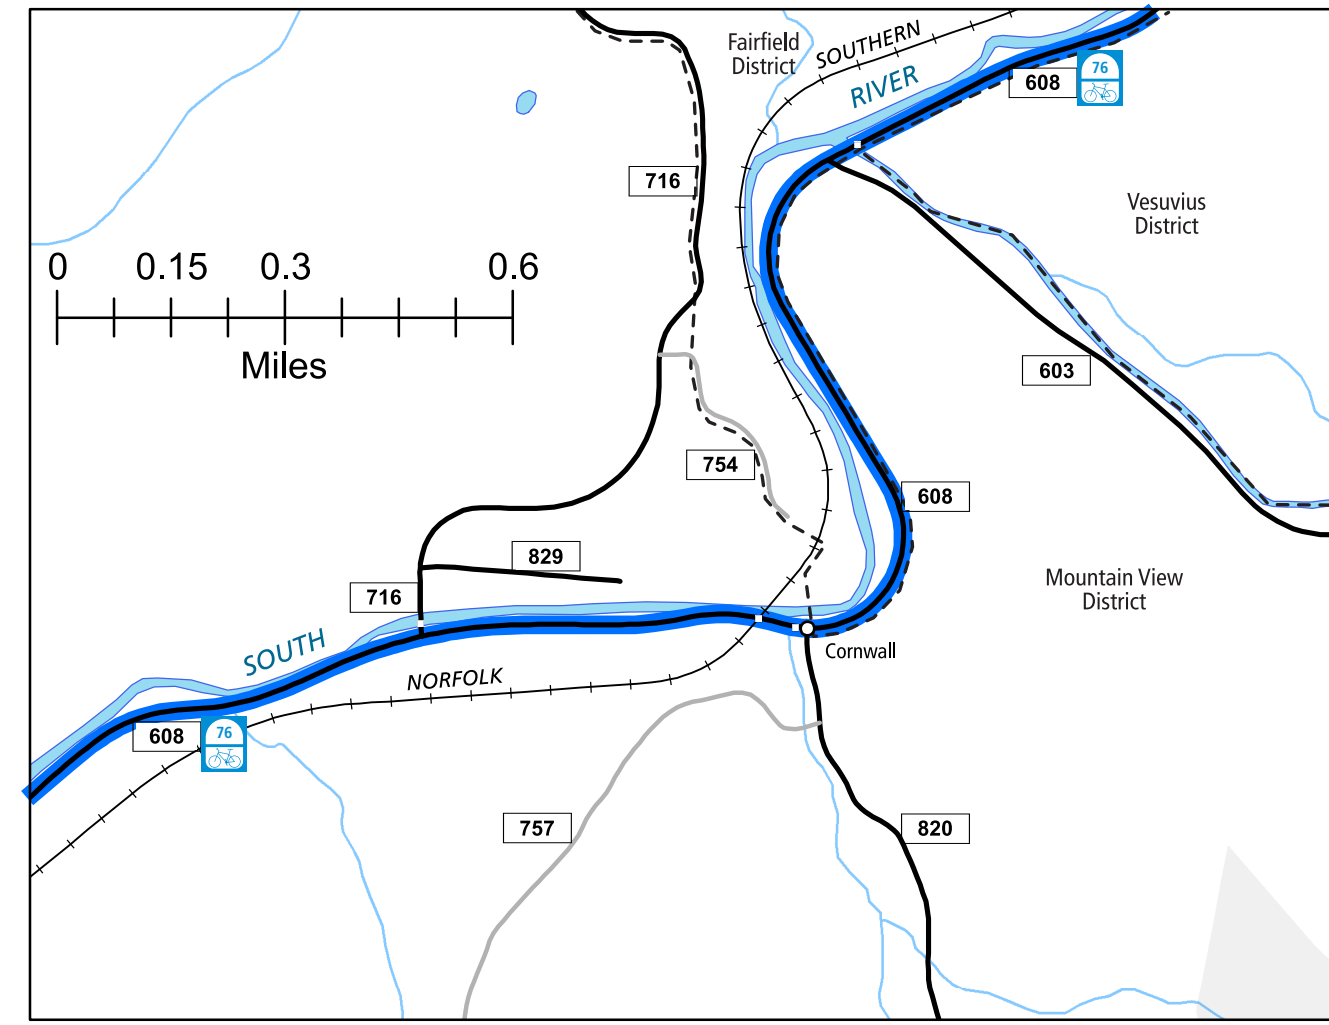 Fairfield
District
SOUTHERN
RIVER
608
76
716
Vesuvius
District
0 0.15 0.3 0.6
Miles
603
754
608
829
716
Mountain View
District
SOUTH
Cornwall
NORFOLK
608
76
757
820